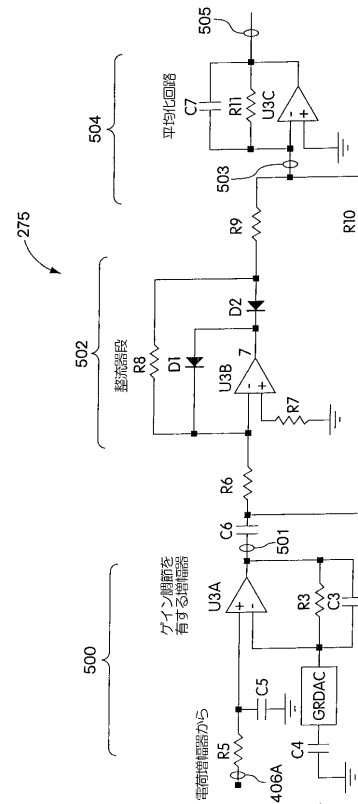 275
500
502
504
ゲイン調節を
有する増幅器
整流器段
平均化回路
電荷増幅器から
406A
R5
C5
C4
GRDAC
R3
C3
U3A
+
-
501
C6
R6
R7
U3B
-
+
7
D1
D2
R8
R9
503
R10
U3C
-
+
R11
C7
505